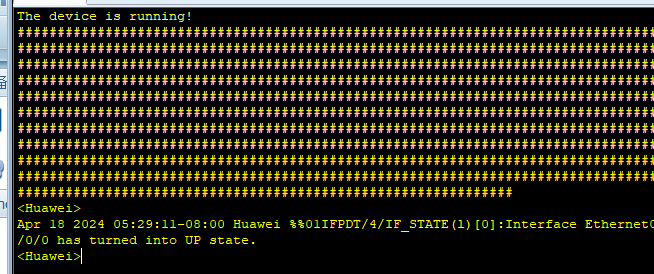 The device is running!
################################################################################
################################################################################
################################################################################
################################################################################
################################################################################
################################################################################
################################################################################
################################################################################
################################################################################
################################################################################
##############################################################
<Huawei>
Apr 18 2024 05:29:11-08:00 Huawei %%01IFPDT/4/IF_STATE(l)[0]:Interface Ethernet0
/0/0 has turned into UP state.
<Huawei>